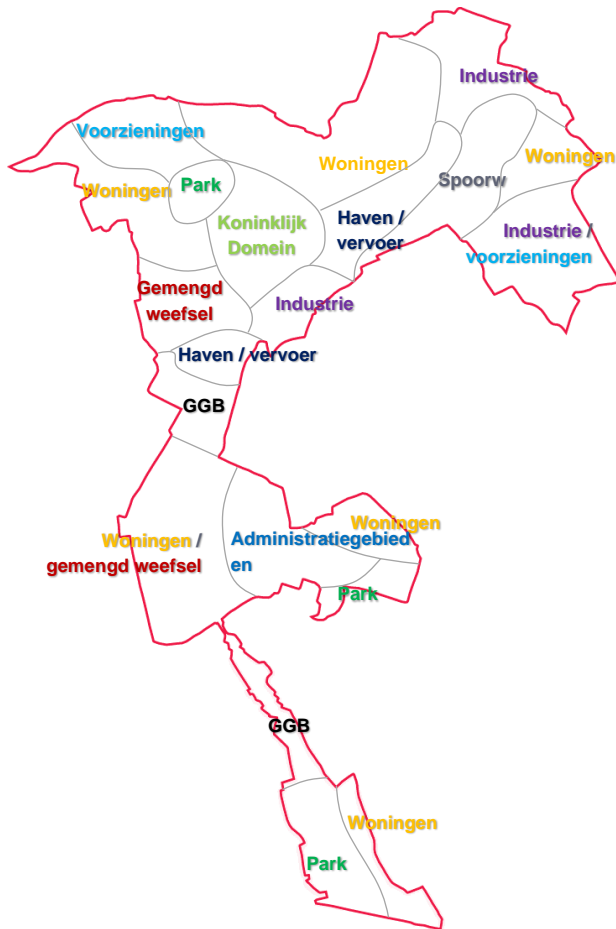 Industrie
Voorzieningen
Woningen
Woningen
Woningen
Park
Spoorw
Koninklijk
Domein
Haven /
vervoer
Industrie /
voorzieningen
Gemengd
weefsel
Industrie
Haven / vervoer
GGB
Woningen
Woningen /
gemengd weefsel
Administratiegebied
en
Park
GGB
Woningen
Park